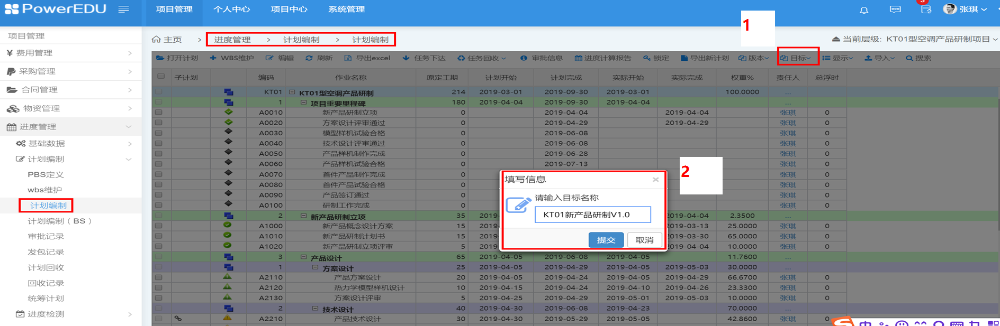 PowerEDU 项目管理 个人中心 项目中心 系统管理 3 张琪
1
项目管理
主页 > 进度管理 > 计划编制 > 计划编制 当前层级: KT01型空调产品研制项目
费用管理
采购管理
合同管理
物资管理
进度管理
基础数据
计划编制
PBS定义
wbs维护
计划编制
计划编制（BS）
审批记录
发包记录
计划回收
回收记录
统筹计划
进度检测
打开计划 WBS维护 编辑 刷新 导出excel 任务下达 任务回收 审批信息 进度计算报告 锁定 导出新计划 版本 目标 显示 导入 搜索
子计划 编码 作业名称 原定工期 计划开始 计划完成 实际开始 实际完成 权重% 责任人 总浮时
KT01 KT01型空调产品研制 214 2019-03-01 2019-09-30 2019-03-01 100.0000 ...
1 项目重要里程碑 180 2019-04-04 2019-09-30 2019-04-04 ...
A0010 新产品研制立项 0 2019-04-04 2019-04-04 张琪 0
A0020 方案设计评审通过 0 2019-04-29 2019-04-29 张琪 0
A0030 模型样机试验合格 0 2019-06-08 张琪 0
A0040 技术设计评审通过 0 2019-06-08 张琪 0
A0050 产品样机制作完成 0 2019-06-28 张琪 0
A0060 产品样机试验合格 0 2019-07-13 张琪 0
A0070 首件产品制作完成 0 张琪 0
A0080 首件产品试验合格 0 张琪 0
A0090 产品签订通过 0 张琪 0
A0100 研制工作完成 0 张琪 0
2 新产品研制立项 35 2019- 2019-04-04 2.3500 ...
A1000 新产品概念设计方案 15 2019- 2019-03-13 25.0000 张琪 0
A1010 新产品研制计划书 15 2019- 2019-03-30 65.0000 张琪 0
A1020 新产品研制立项评审 5 2019- 2019-04-04 10.0000 张琪 0
3 产品设计 65 2019-04-05 2019-06-08 2019-04-05 11.7600 ...
1 方案设计 25 2019-04-05 2019-04-29 2019-04-05 2019-05-03 30.0000 ...
A2110 产品方案设计 20 2019-04-05 2019-04-24 2019-04-05 2019-04-29 66.6700 张琪 0
A2120 热力学模型样机设计 10 2019-04-15 2019-04-24 2019-04-10 2019-04-26 23.3300 张琪 0
A2130 方案设计评审 5 2019-04-25 2019-04-29 2019-05-01 2019-05-03 10.0000 张琪 0
2 技术设计 40 2019-04-30 2019-06-08 2019-04-23 70.0000 ...
A2210 产品技术设计 30 2019-04-30 2019-05-29 2019-05-05 42.8600 张琪 0
2
填写信息 ×
请输入目标名称
KT01新产品研制V1.0
提交 取消
中